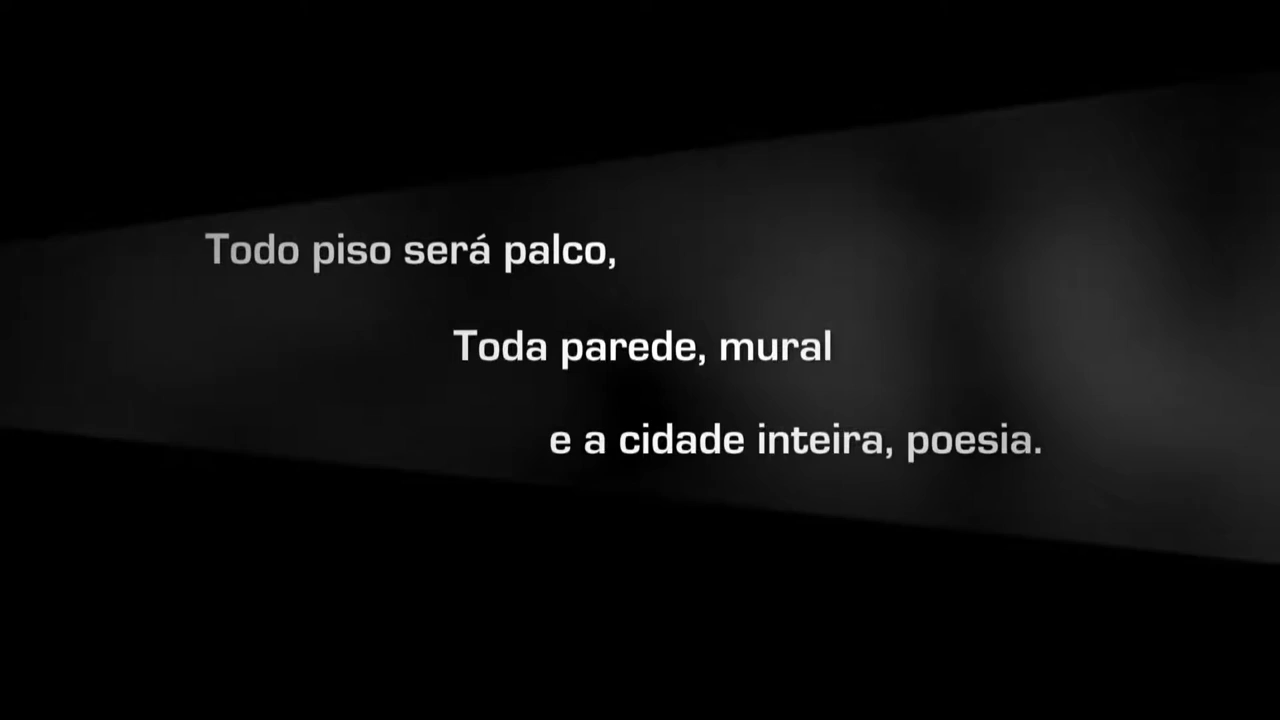 Todo piso será palco,
Toda parede, mural
e a cidade inteira, poesia.